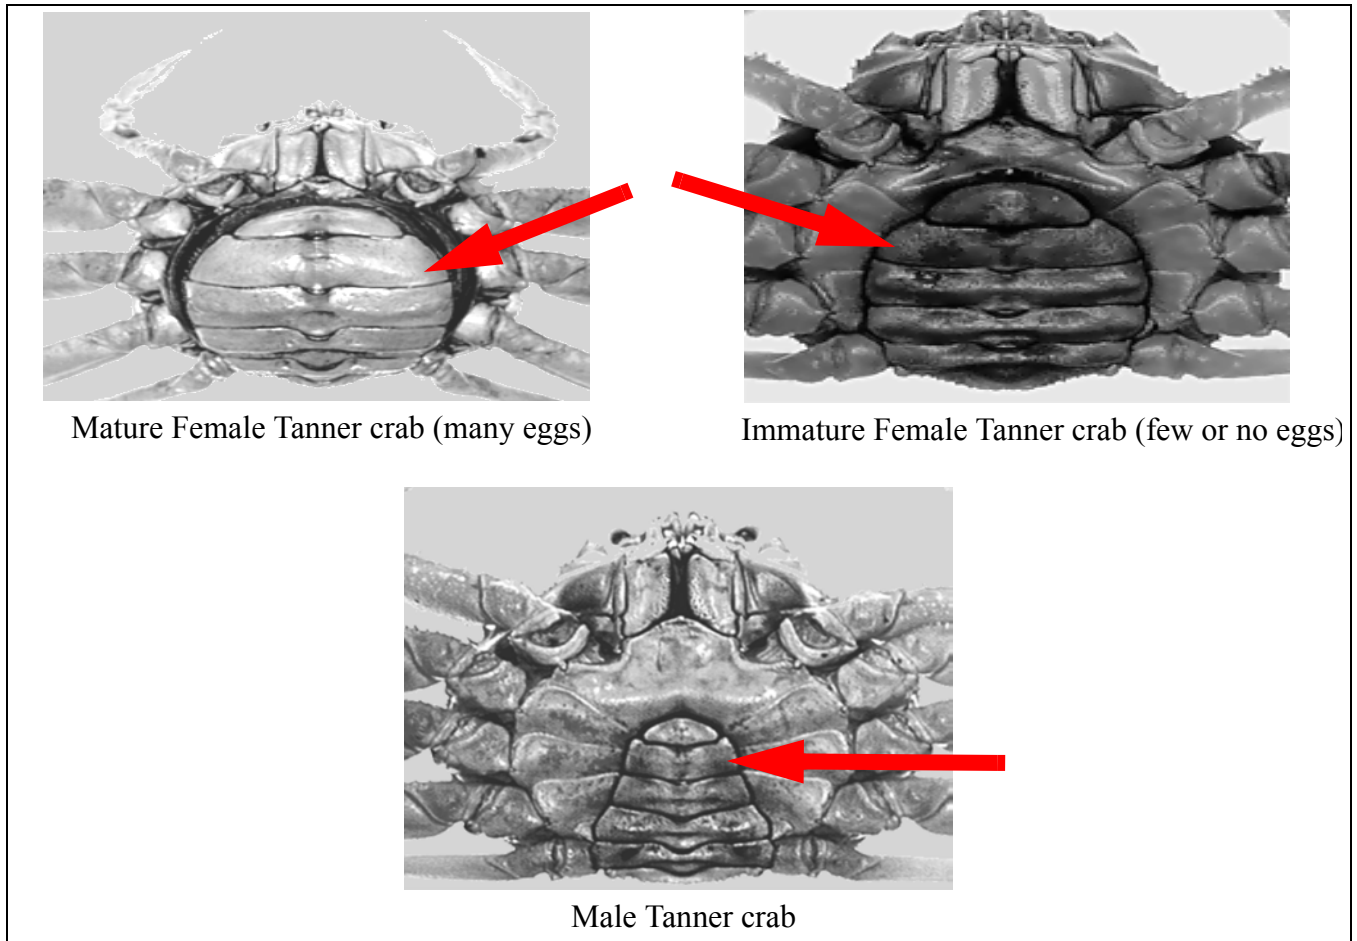 Mature Female Tanner crab (many eggs)
Immature Female Tanner crab (few or no eggs)
Male Tanner crab